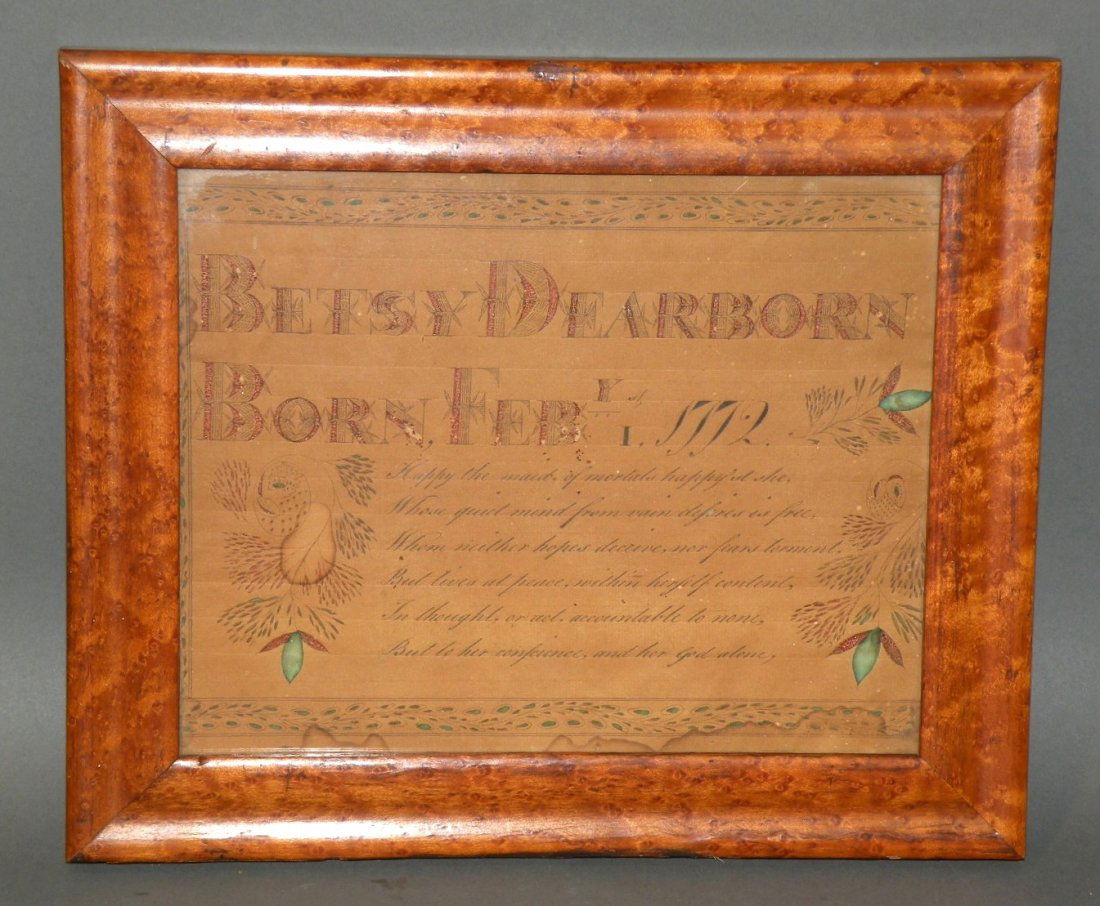 BETSY DEARBORN
BORN, FEBY 1st, 1772.
Happy the maid, of mortals happy'st she,
Whose quiet mind from vain desires is free,
Whom neither hopes deceive, nor fears torment.
But lives at peace, within herself content,
In thought, or act, accountable to none,
But to her conscience, and her God alone,